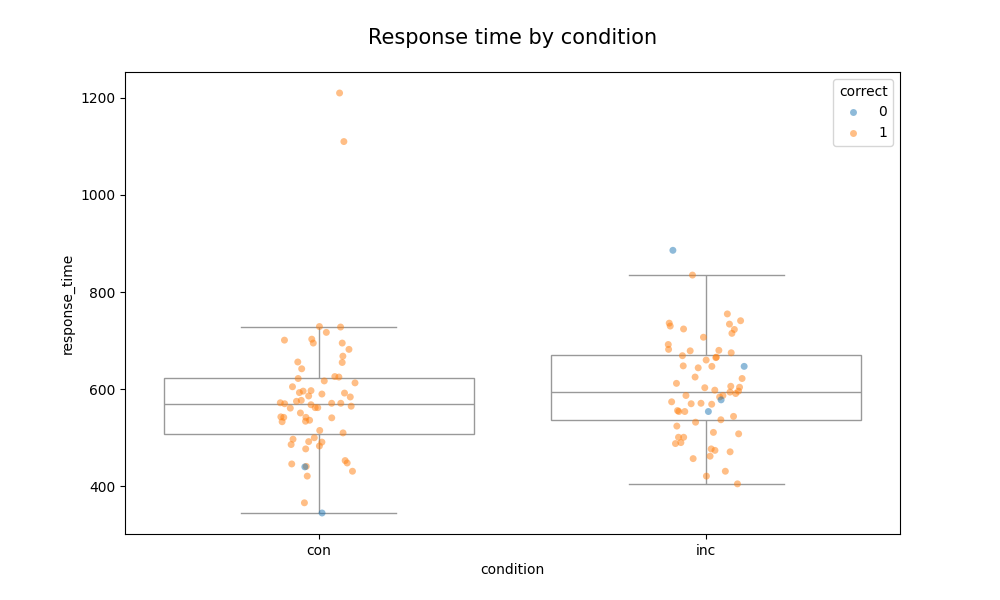 Response time by condition
correct
0
1
1200
1000
800
600
400
response_time
con
inc
condition